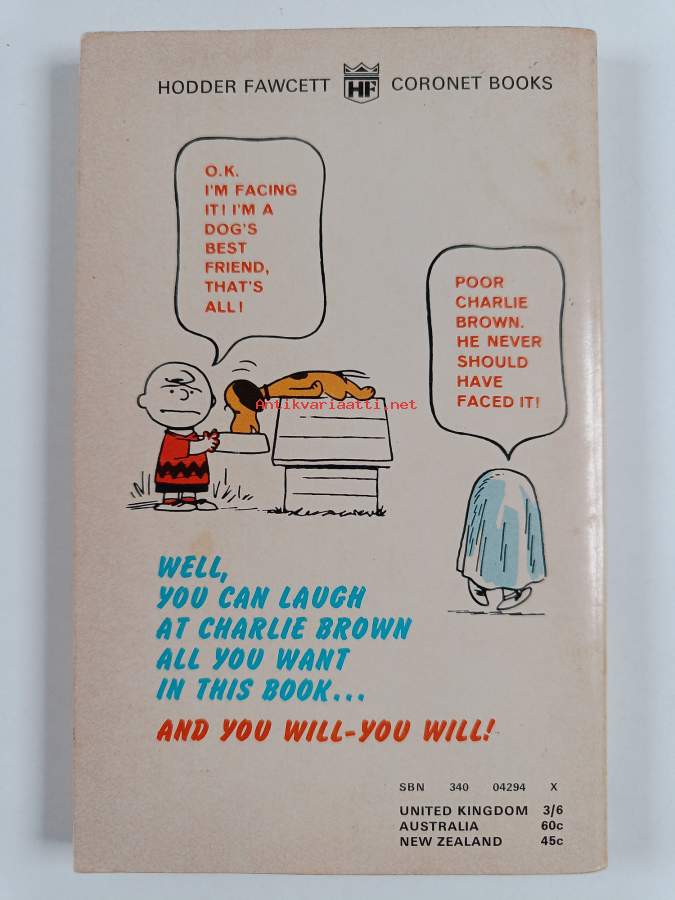 HODDER FAWCETT HF CORONET BOOKS
O.K.
I'M FACING
IT! I'M A
DOG'S
BEST
FRIEND,
THAT'S
ALL!
POOR
CHARLIE
BROWN.
HE NEVER
SHOULD
HAVE
FACED IT!
Antikvariaatti.net
WELL,
YOU CAN LAUGH
AT CHARLIE BROWN
ALL YOU WANT
IN THIS BOOK...
AND YOU WILL-YOU WILL!
SBN 340 04294 X
UNITED KINGDOM 3/6
AUSTRALIA 60c
NEW ZEALAND 45c